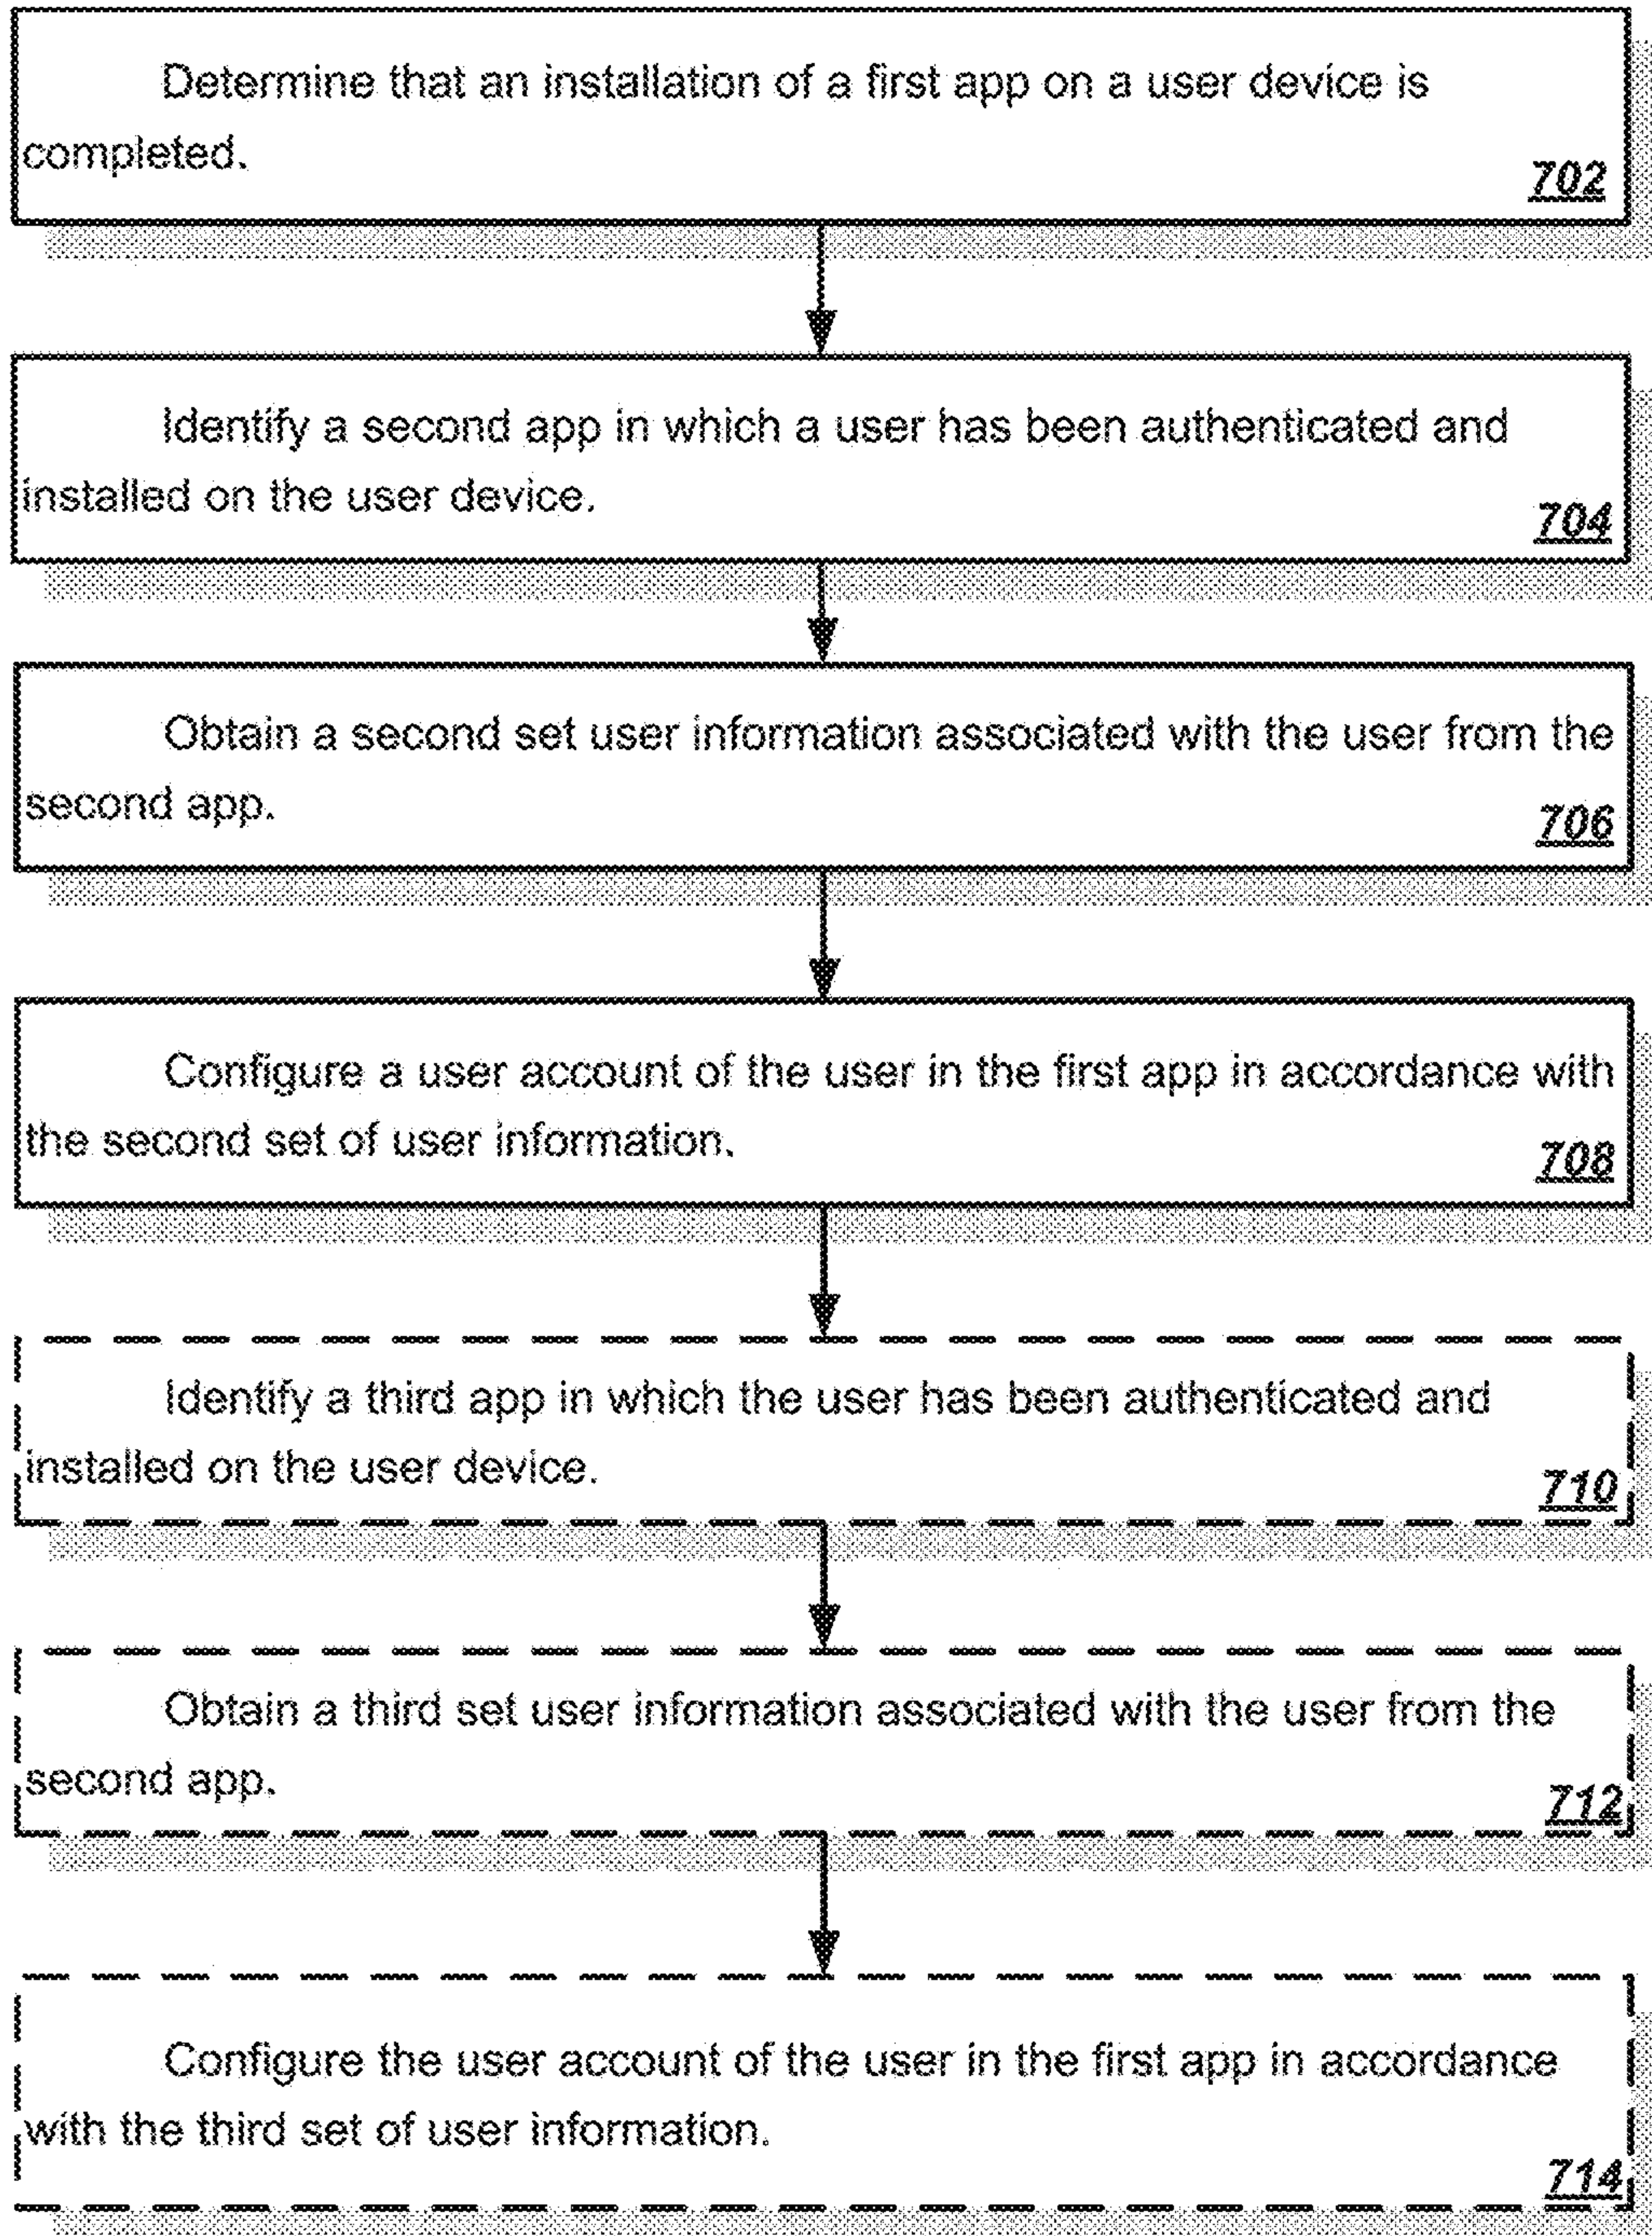 Determine that an installation of a first app on a user device is
completed.
702
Identify a second app in which a user has been authenticated and
installed on the user device.
704
Obtain a second set user information associated with the user from the
second app.
706
Configure a user account of the user in the first app in accordance with
the second set of user information.
708
Identify a third app in which the user has been authenticated and
installed on the user device.
710
Obtain a third set user information associated with the user from the
second app.
712
Configure the user account of the user in the first app in accordance
with the third set of user information.
714